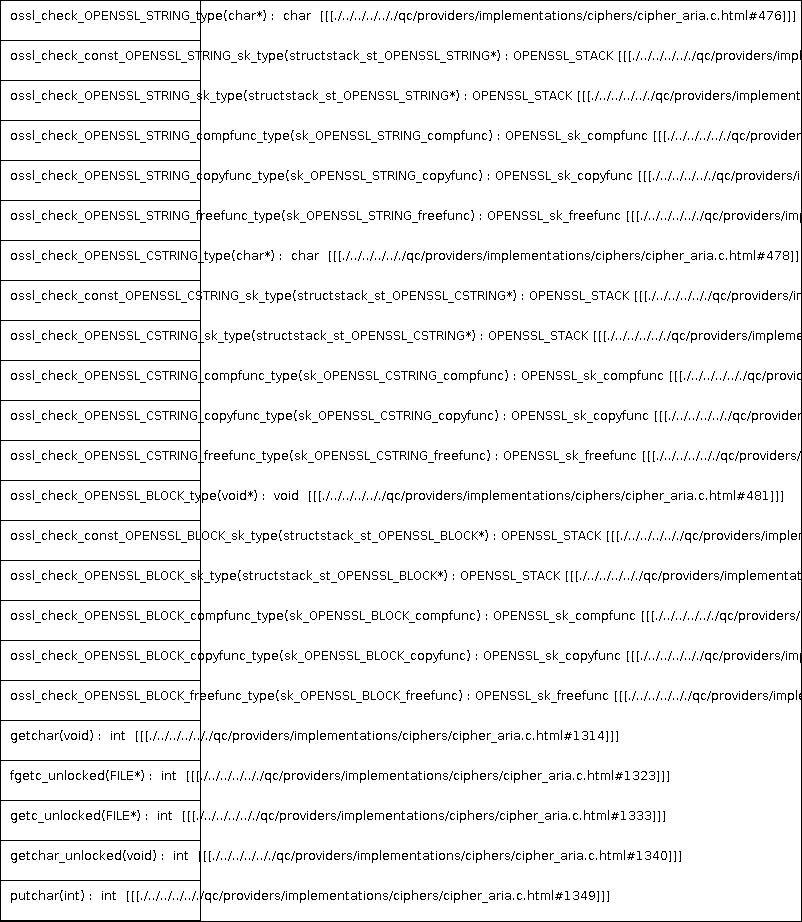 ossl_check_OPENSSL_STRING_type(char*) : char [[[./../../../../qc/providers/implementations/ciphers/cipher_aria.c.html#476]]]
ossl_check_const_OPENSSL_STRING_sk_type(structstack_st_OPENSSL_STRING*) : OPENSSL_STACK [[[./../../../../qc/providers/impl
ossl_check_OPENSSL_STRING_sk_type(structstack_st_OPENSSL_STRING*) : OPENSSL_STACK [[[./../../../../qc/providers/implement
ossl_check_OPENSSL_STRING_compfunc_type(sk_OPENSSL_STRING_compfunc) : OPENSSL_sk_compfunc [[[./../../../../qc/provider
ossl_check_OPENSSL_STRING_copyfunc_type(sk_OPENSSL_STRING_copyfunc) : OPENSSL_sk_copyfunc [[[./../../../../qc/providers/i
ossl_check_OPENSSL_STRING_freefunc_type(sk_OPENSSL_STRING_freefunc) : OPENSSL_sk_freefunc [[[./../../../../qc/providers/im
ossl_check_OPENSSL_CSTRING_type(char*) : char [[[./../../../../qc/providers/implementations/ciphers/cipher_aria.c.html#478]]]
ossl_check_const_OPENSSL_CSTRING_sk_type(structstack_st_OPENSSL_CSTRING*) : OPENSSL_STACK [[[./../../../../qc/providers/i
ossl_check_OPENSSL_CSTRING_sk_type(structstack_st_OPENSSL_CSTRING*) : OPENSSL_STACK [[[./../../../../qc/providers/impleme
ossl_check_OPENSSL_CSTRING_compfunc_type(sk_OPENSSL_CSTRING_compfunc) : OPENSSL_sk_compfunc [[[./../../../../qc/provid
ossl_check_OPENSSL_CSTRING_copyfunc_type(sk_OPENSSL_CSTRING_copyfunc) : OPENSSL_sk_copyfunc [[[./../../../../qc/provider
ossl_check_OPENSSL_CSTRING_freefunc_type(sk_OPENSSL_CSTRING_freefunc) : OPENSSL_sk_freefunc [[[./../../../../qc/providers/
ossl_check_OPENSSL_BLOCK_type(void*) : void [[[./../../../../qc/providers/implementations/ciphers/cipher_aria.c.html#481]]]
ossl_check_const_OPENSSL_BLOCK_sk_type(structstack_st_OPENSSL_BLOCK*) : OPENSSL_STACK [[[./../../../../qc/providers/implem
ossl_check_OPENSSL_BLOCK_sk_type(structstack_st_OPENSSL_BLOCK*) : OPENSSL_STACK [[[./../../../../qc/providers/implementat
ossl_check_OPENSSL_BLOCK_compfunc_type(sk_OPENSSL_BLOCK_compfunc) : OPENSSL_sk_compfunc [[[./../../../../qc/providers/
ossl_check_OPENSSL_BLOCK_copyfunc_type(sk_OPENSSL_BLOCK_copyfunc) : OPENSSL_sk_copyfunc [[[./../../../../qc/providers/im
ossl_check_OPENSSL_BLOCK_freefunc_type(sk_OPENSSL_BLOCK_freefunc) : OPENSSL_sk_freefunc [[[./../../../../qc/providers/imple
getchar(void) : int [[[./../../../../qc/providers/implementations/ciphers/cipher_aria.c.html#1314]]]
fgetc_unlocked(FILE*) : int [[[./../../../../qc/providers/implementations/ciphers/cipher_aria.c.html#1323]]]
getc_unlocked(FILE*) : int [[[./../../../../qc/providers/implementations/ciphers/cipher_aria.c.html#1333]]]
getchar_unlocked(void) : int [[[./../../../../qc/providers/implementations/ciphers/cipher_aria.c.html#1340]]]
putchar(int) : int [[[./../../../../qc/providers/implementations/ciphers/cipher_aria.c.html#1349]]]